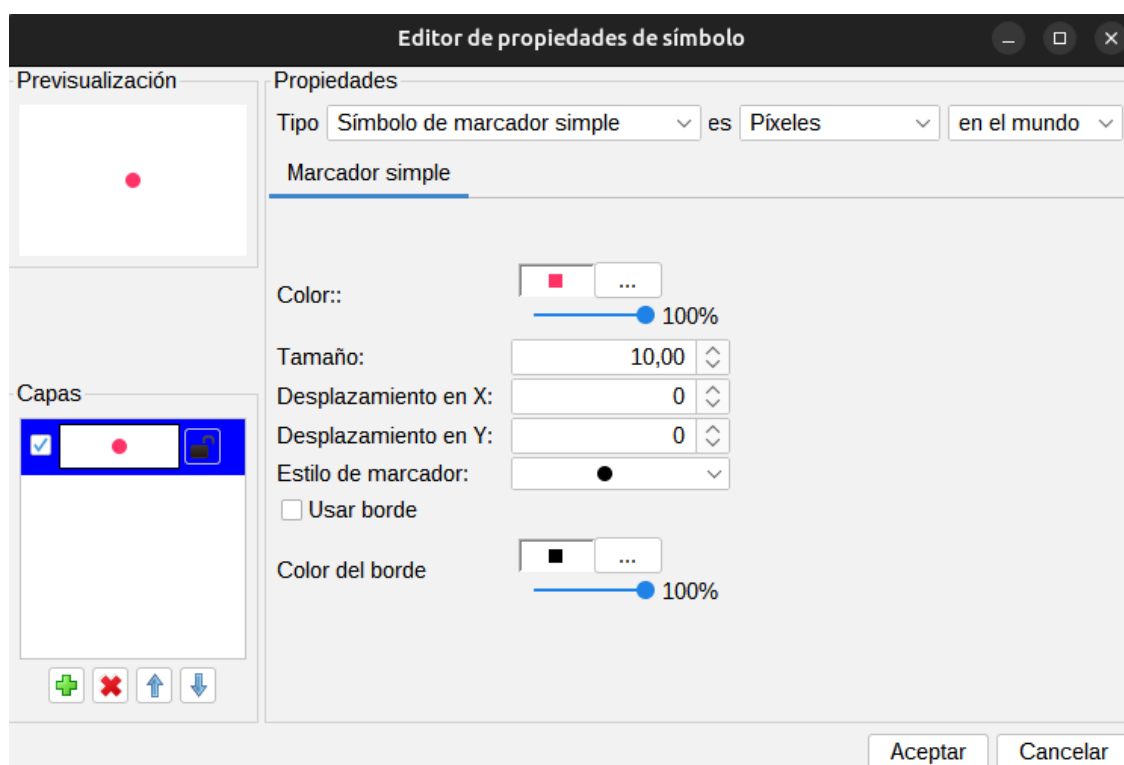 Editor de propiedades de símbolo
Previsualización
Propiedades
Tipo Símbolo de marcador simple es Píxeles en el mundo
Marcador simple
Color::
...
100%
Tamaño: 10,00
Capas
Desplazamiento en X: 0
Desplazamiento en Y: 0
Estilo de marcador:
Usar borde
Color del borde
...
100%
Aceptar Cancelar